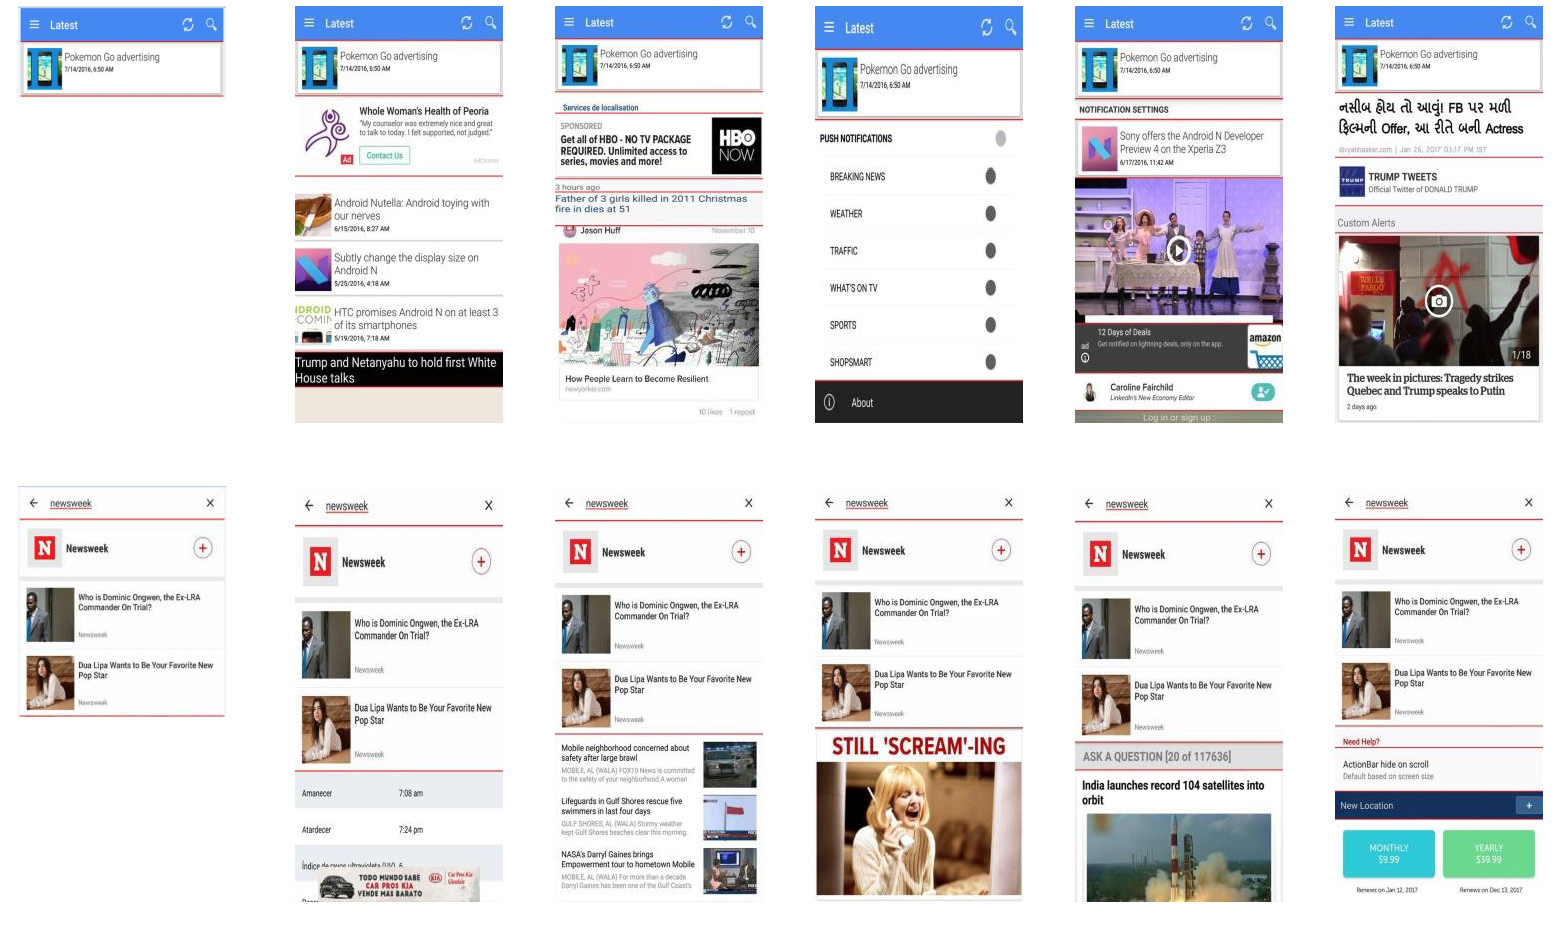 Latest
Pokemon Go advertising
7/14/2016, 6:50 AM
Latest
Pokemon Go advertising
7/14/2016, 6:50 AM
Whole Woman's Health of Peoria
"My counselor was extremely nice and great
to talk to today. I felt supported, not judged."
Ad
Contact Us
Android Nutella: Android toying with
our nerves
6/15/2016, 8:27 AM
Subtly change the display size on
Android N
5/25/2016, 4:18 AM
HTC promises Android N on at least 3
of its smartphones
5/19/2016, 7:18 AM
Trump and Netanyahu to hold first White
House talks
Latest
Pokemon Go advertising
7/14/2016, 6:50 AM
Services de localisation
SPONSORED
Get all of HBO - NO TV PACKAGE
REQUIRED. Unlimited access to
series, movies and more!
HBO
NOW
3 hours ago
Father of 3 girls killed in 2011 Christmas
fire in dies at 51
Jason Huff
November 10
How People Learn to Become Resilient
newyorker.com
10 likes 1 repost
Latest
Pokemon Go advertising
7/14/2016, 6:50 AM
PUSH NOTIFICATIONS
BREAKING NEWS
WEATHER
TRAFFIC
WHAT'S ON TV
SPORTS
SHOPSMART
About
Latest
Pokemon Go advertising
7/14/2016, 6:50 AM
NOTIFICATION SETTINGS
Sony offers the Android N Developer
Preview 4 on the Xperia Z3
6/17/2016, 11:42 AM
12 Days of Deals
ad
Get notified on lightning deals, only on the app.
amazon
Caroline Fairchild
LinkedIn's New Economy Editor
Log in or sign up :
Latest
Pokemon Go advertising
7/14/2016, 6:50 AM
નસીબ હોય તો આવું! FB પર મળી
ફિલ્મની Offer, આ રીતે બની Actress
divyabhaskar.com | Jan 26, 2017 03:17 PM IST
TRUMP
TRUMP TWEETS
Official Twitter of DONALD TRUMP
Custom Alerts
WELLS
FARGO
1/18
The week in pictures: Tragedy strikes
Quebec and Trump speaks to Putin
2 days ago
newsweek
N
Newsweek
Who is Dominic Ongwen, the Ex-LRA
Commander On Trial?
Newsweek
Dua Lipa Wants to Be Your Favorite New
Pop Star
Newsweek
newsweek
N
Newsweek
Who is Dominic Ongwen, the Ex-LRA
Commander On Trial?
Newsweek
Dua Lipa Wants to Be Your Favorite New
Pop Star
Newsweek
Amanecer 7:08 am
Atardecer 7:24 pm
Índice de rayos ultravioleta (UV) 6
TODO MUNDO SABE
CAR PROS KIA
VENDE MAS BARATO
KIA
Car Pros Kia
Glendale
newsweek
N
Newsweek
Who is Dominic Ongwen, the Ex-LRA
Commander On Trial?
Newsweek
Dua Lipa Wants to Be Your Favorite New
Pop Star
Newsweek
Mobile neighborhood concerned about
safety after large brawl
MOBILE, AL (WALA) FOX10 News is committed
to the safety of your neighborhood.A woman
Lifeguards in Gulf Shores rescue five
swimmers in last four days
GULF SHORES, AL (WALA) Stormy weather
kept Gulf Shores beaches clear this morning.
NASA's Darryl Gaines brings
Empowerment tour to hometown Mobile
MOBILE, AL (WALA) For more than a decade
Darryl Gaines has been one of the Gulf Coast's
newsweek
N
Newsweek
Who is Dominic Ongwen, the Ex-LRA
Commander On Trial?
Newsweek
Dua Lipa Wants to Be Your Favorite New
Pop Star
Newsweek
STILL 'SCREAM'-ING
newsweek
N
Newsweek
Who is Dominic Ongwen, the Ex-LRA
Commander On Trial?
Newsweek
Dua Lipa Wants to Be Your Favorite New
Pop Star
Newsweek
ASK A QUESTION [20 of 117636]
India launches record 104 satellites into
orbit
newsweek
N
Newsweek
Who is Dominic Ongwen, the Ex-LRA
Commander On Trial?
Newsweek
Dua Lipa Wants to Be Your Favorite New
Pop Star
Newsweek
Need Help?
ActionBar hide on scroll
Default based on screen size
New Location
+
MONTHLY
$9.99
YEARLY
$39.99
Renews on Jan 12, 2017
Renews on Dec 13, 2017